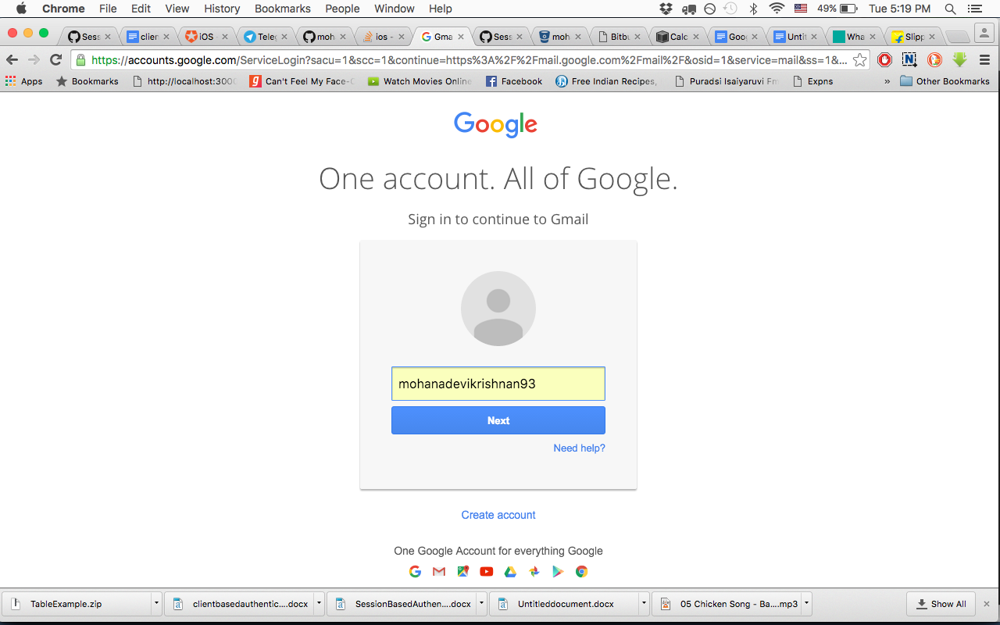 Chrome File Edit View History Bookmarks People Window Help 49% Tue 5:19 PM
Sess clien iOS Teleg moh ios - Gma Sess moh Bitbu Calc Goo Unti Wha Slipp
https://accounts.google.com/ServiceLogin?sacu=1&scc=1&continue=https%3A%2F%2Fmail.google.com%2Fmail%2F&osid=1&service=mail&ss=1&...
Apps Bookmarks http://localhost:3000 Can't Feel My Face-C Watch Movies Online Facebook Free Indian Recipes, Puradsi Isaiyaruvi Fm Expns » Other Bookmarks
Google
One account. All of Google.
Sign in to continue to Gmail
mohanadevikrishnan93
Next
Need help?
Create account
One Google Account for everything Google
TableExample.zip clientbasedauthentic....docx SessionBasedAuthen....docx Untitleddocument.docx 05 Chicken Song - Ba....mp3 Show All